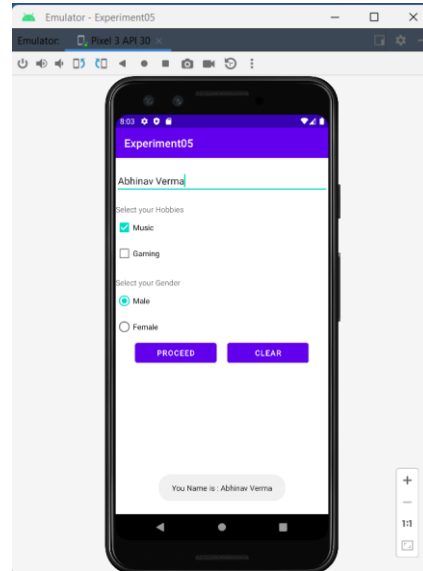 Emulator - Experiment05
Emulator: Pixel 3 API 30
8:03
Experiment05
Abhinav Verma
Select your Hobbies
Music
Gaming
Select your Gender
Male
Female
PROCEED CLEAR
You Name is : Abhinav Verma
1:1